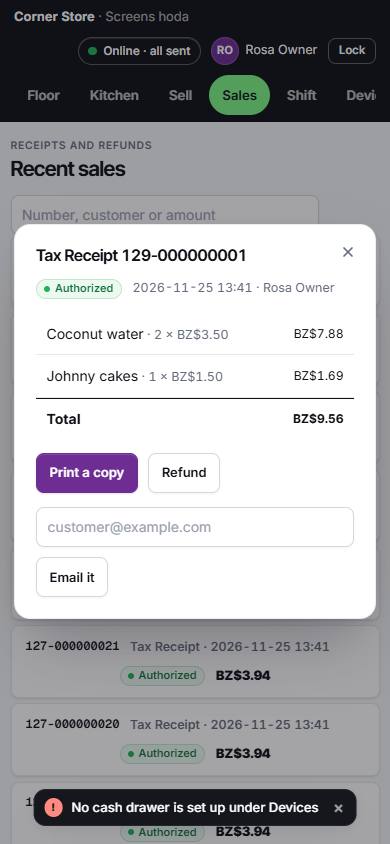 Corner Store · Screens hoda
Online · all sent
RO
Rosa Owner
Lock
Floor
Kitchen
Sell
Sales
Shift
RECEIPTS AND REFUNDS
Recent sales
Number, customer or amount
Tax Receipt 129-000000001
×
Authorized
2026-11-25 13:41 · Rosa Owner
Coconut water · 2 × BZ$3.50
BZ$7.88
Johnny cakes · 1 × BZ$1.50
BZ$1.69
Total
BZ$9.56
Print a copy
Refund
customer@example.com
Email it
127-000000021 Tax Receipt · 2026-11-25 13:41
Authorized
BZ$3.94
127-000000020 Tax Receipt · 2026-11-25 13:41
Authorized
BZ$3.94
! No cash drawer is set up under Devices ×
Authorized
BZ$3.94